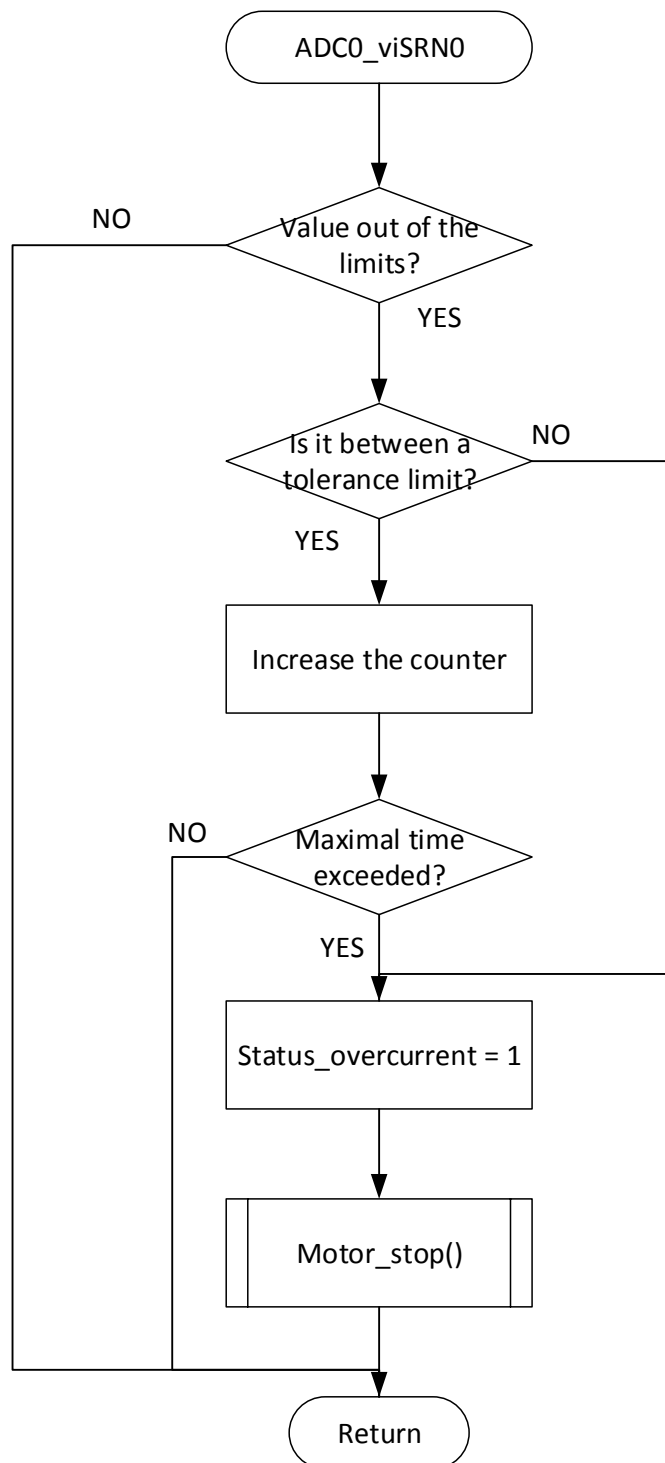 ADC0_viSRN0
NO
Value out of the
limits?
YES
Is it between a
tolerance limit?
NO
YES
Increase the counter
NO
Maximal time
exceeded?
YES
Status_overcurrent = 1
Motor_stop()
Return